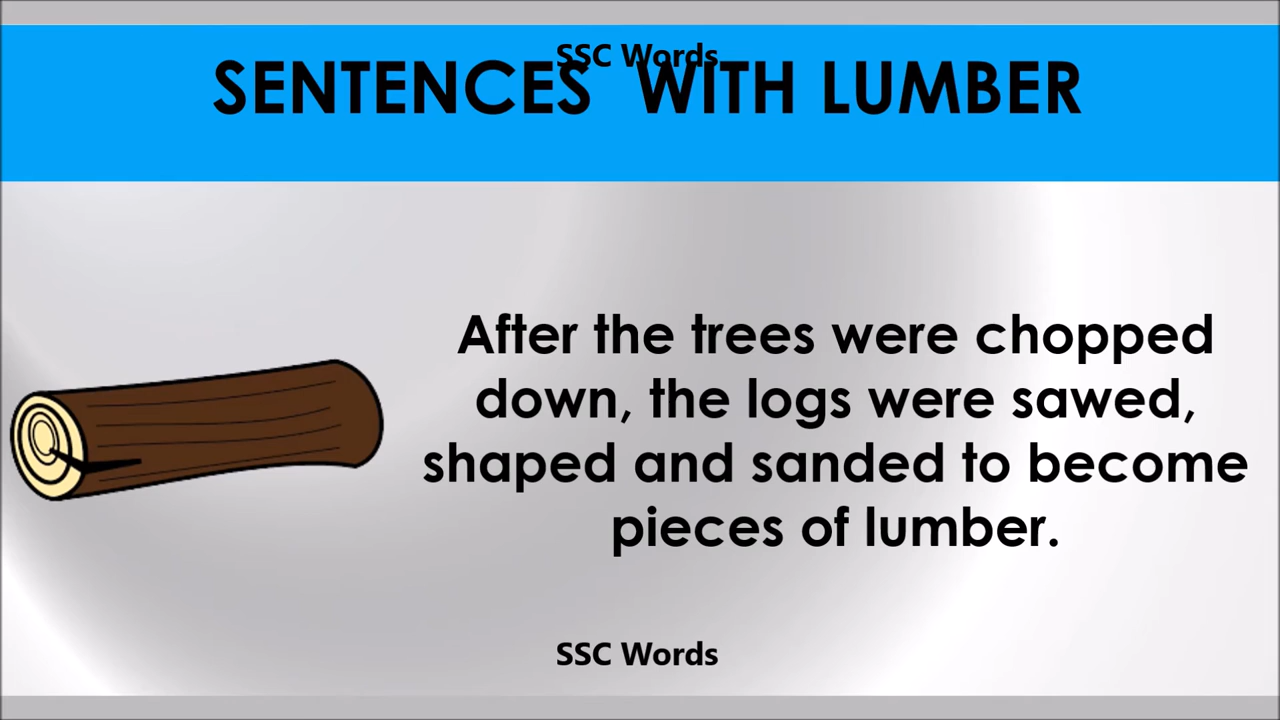 SSC Words
SENTENCES WITH LUMBER
After the trees were chopped
down, the logs were sawed,
shaped and sanded to become
pieces of lumber.
SSC Words